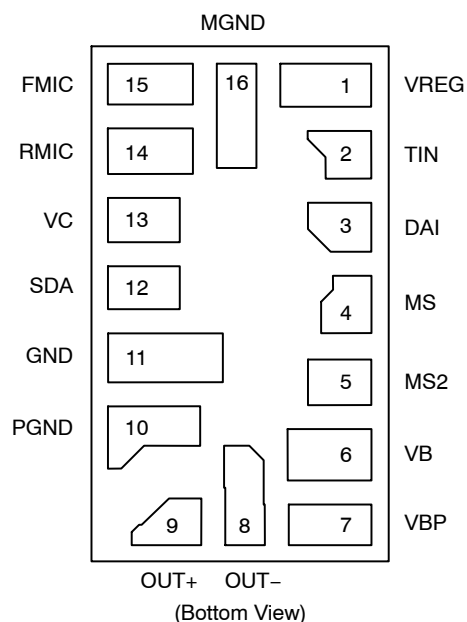 MGND
FMIC 15 16 1 VREG
RMIC 14 2 TIN
VC 13 3 DAI
SDA 12 4 MS
GND 11 5 MS2
PGND 10 6 VB
9 8 7 VBP
OUT+ OUT−
(Bottom View)